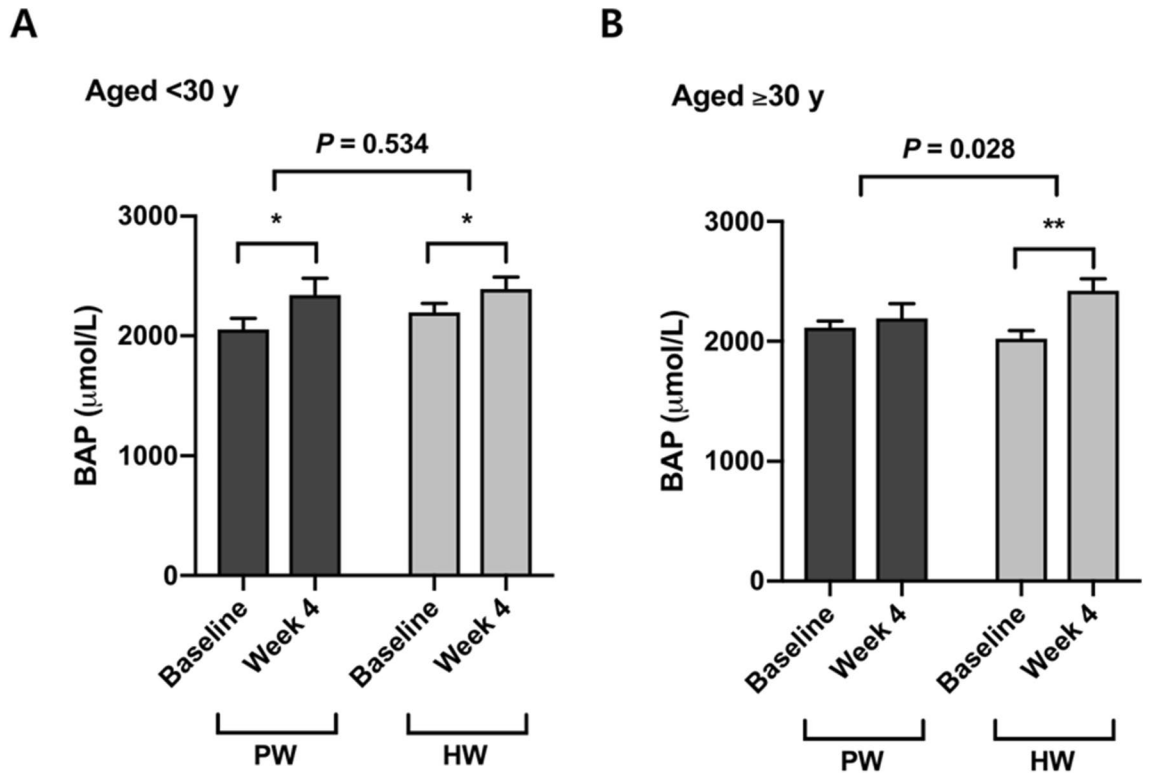 A
Aged <30 y
P = 0.534
*
*
3000
2000
1000
0
BAP (μmol/L)
Baseline
Week 4
Baseline
Week 4
PW
HW
B
Aged ≥30 y
P = 0.028
**
3000
2000
1000
0
BAP (μmol/L)
Baseline
Week 4
Baseline
Week 4
PW
HW